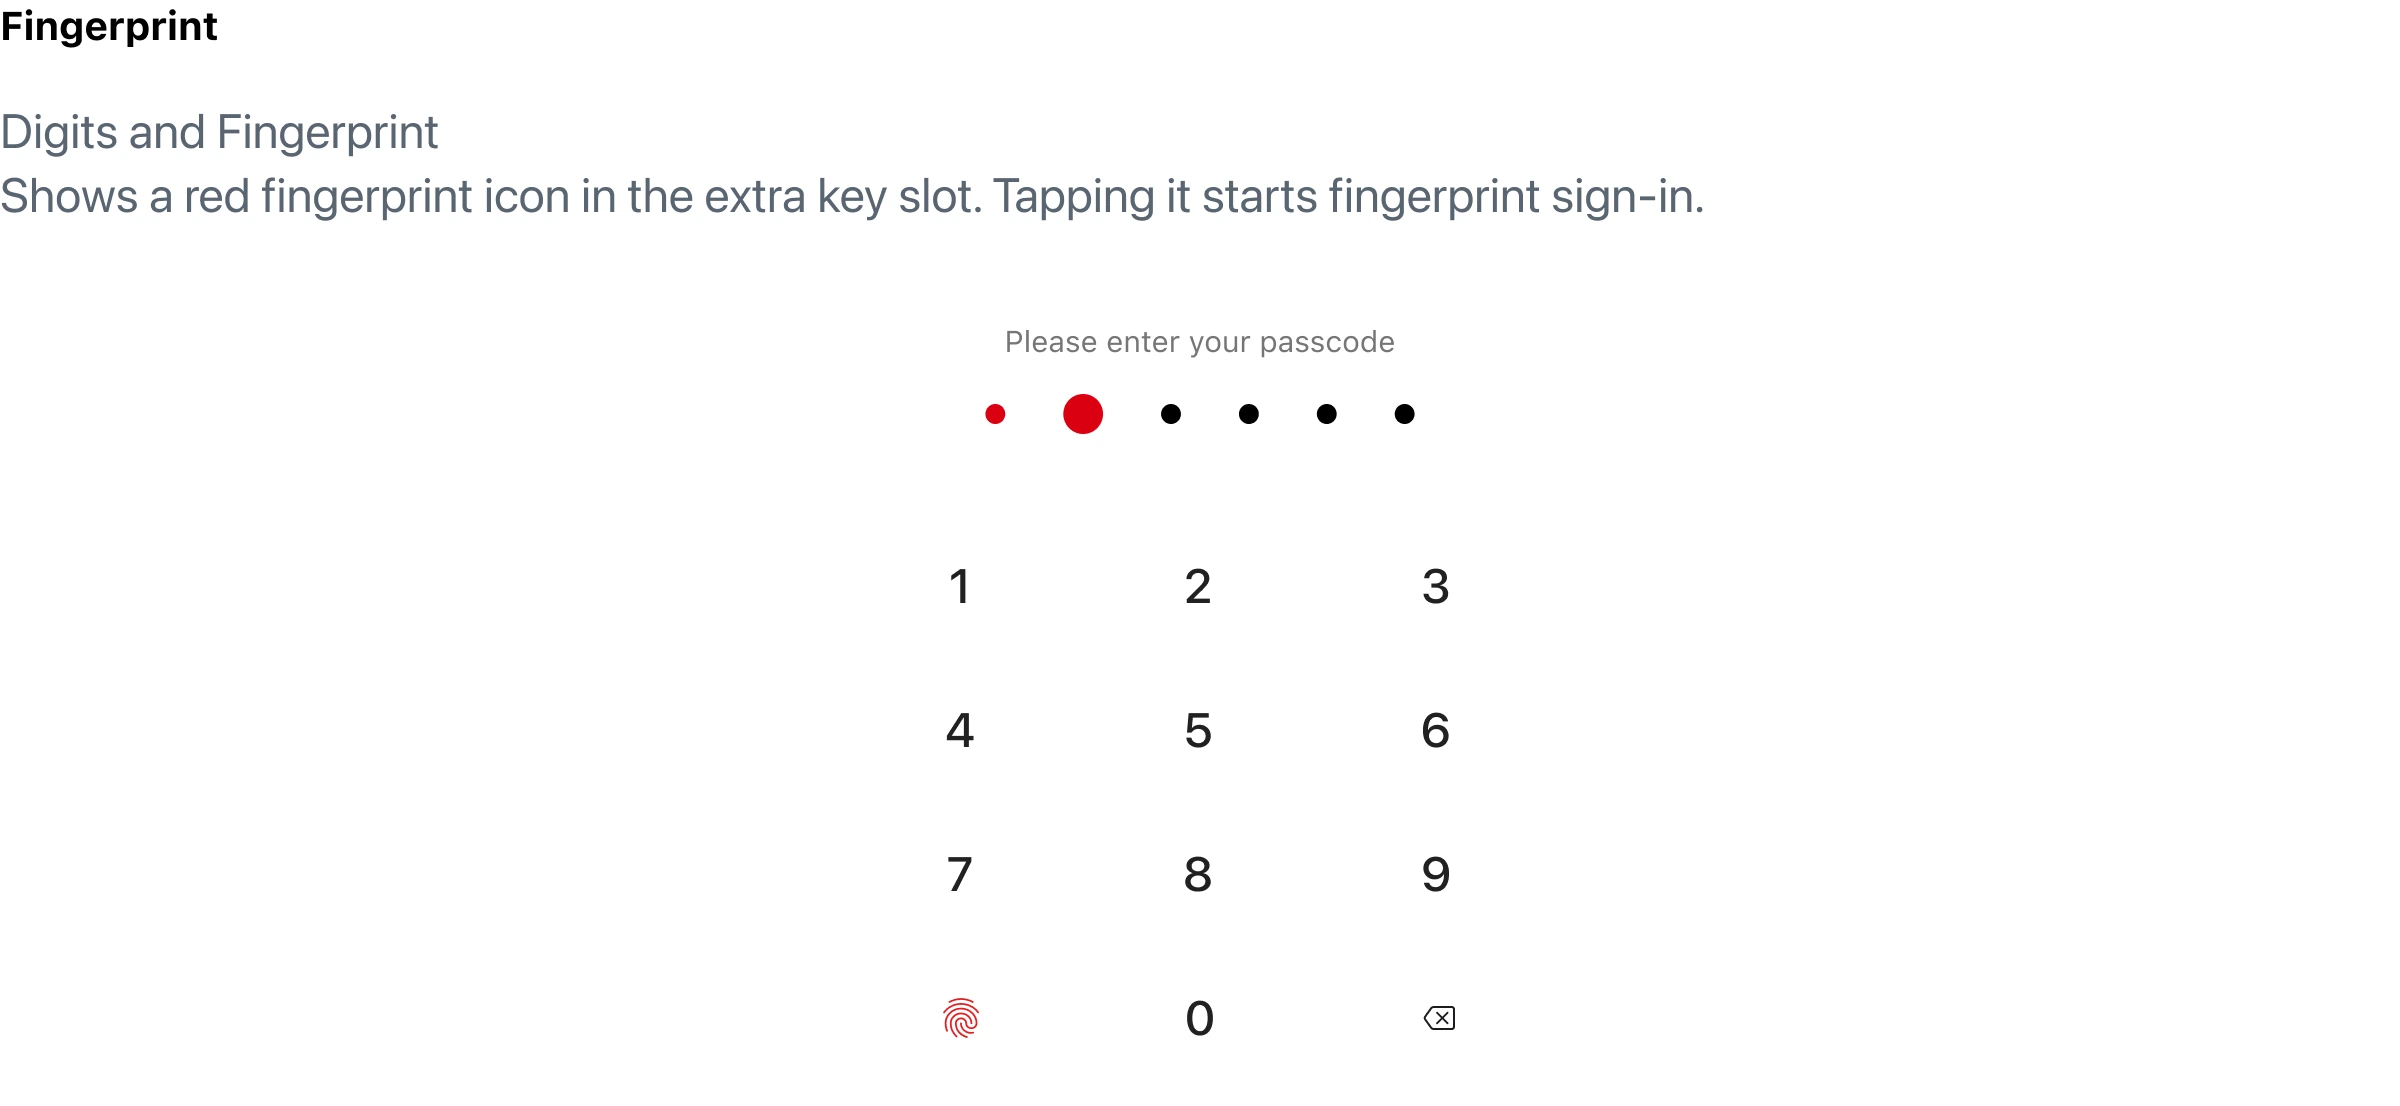 Fingerprint
Digits and Fingerprint
Shows a red fingerprint icon in the extra key slot. Tapping it starts fingerprint sign-in.
Please enter your passcode
1 2 3
4 5 6
7 8 9
0